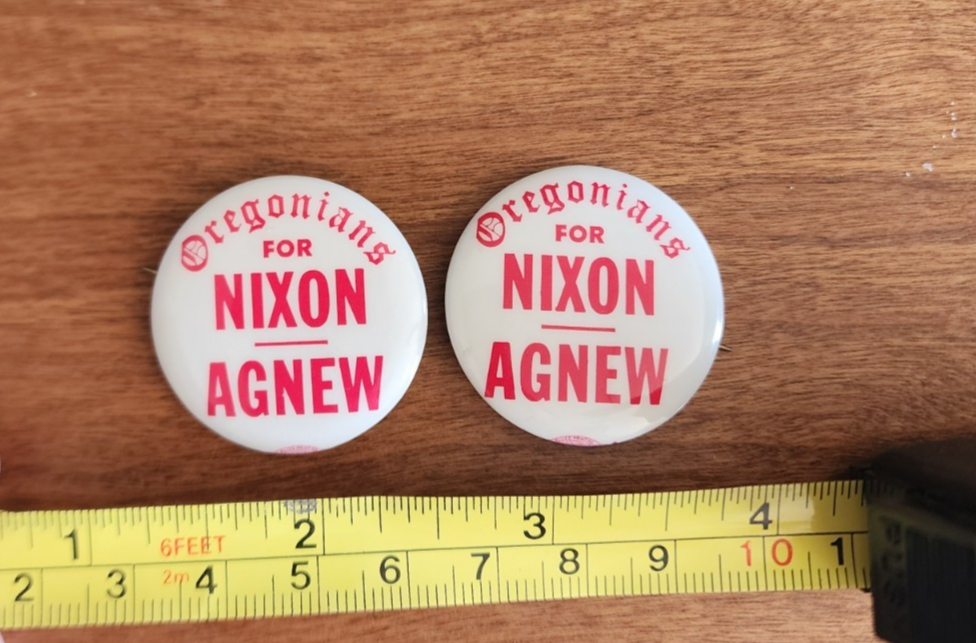 Oregonians
FOR
NIXON
AGNEW
Oregonians
FOR
NIXON
AGNEW
1 6FEET 2 3 4
2 3 2m 4 5 6 7 8 9 10 1